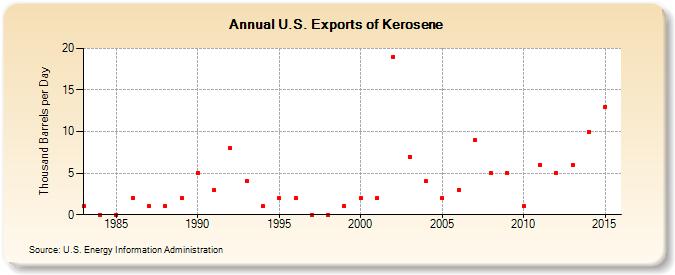 Annual U.S. Exports of Kerosene
Thousand Barrels per Day
20
15
10
5
0
1985 1990 1995 2000 2005 2010 2015
Source: U.S. Energy Information Administration